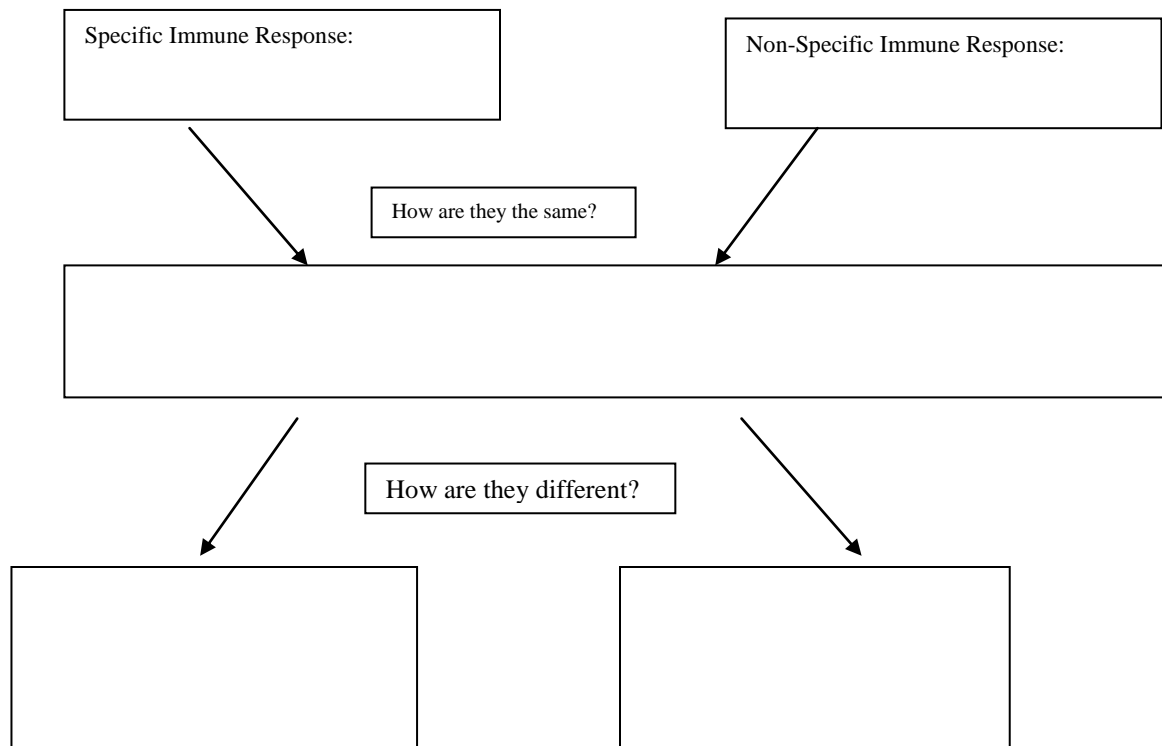 Specific Immune Response:
Non-Specific Immune Response:
How are they the same?
How are they different?